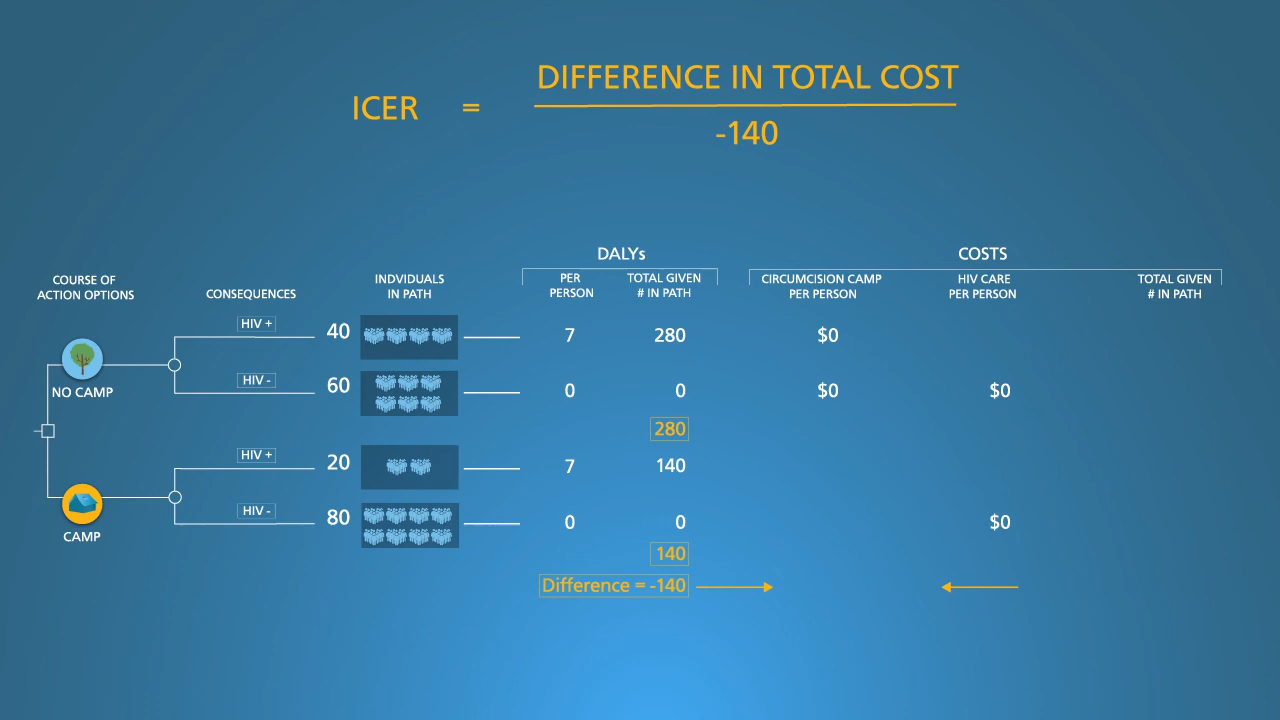 DIFFERENCE IN TOTAL COST
ICER =
-140
DALYs COSTS
COURSE OF
ACTION OPTIONS
CONSEQUENCES
INDVIDUALS
IN PATH
PER
PERSON
TOTAL GIVEN
# IN PATH
CIRCUMCISION CAMP
PER PERSON
HIV CARE
PER PERSON
TOTAL GIVEN
# IN PATH
HIV + 40 7 280 $0
HIV - 60 0 0 $0 $0
NO CAMP
280
HIV + 20 7 140
HIV - 80 0 0 $0
CAMP
140
Difference = -140